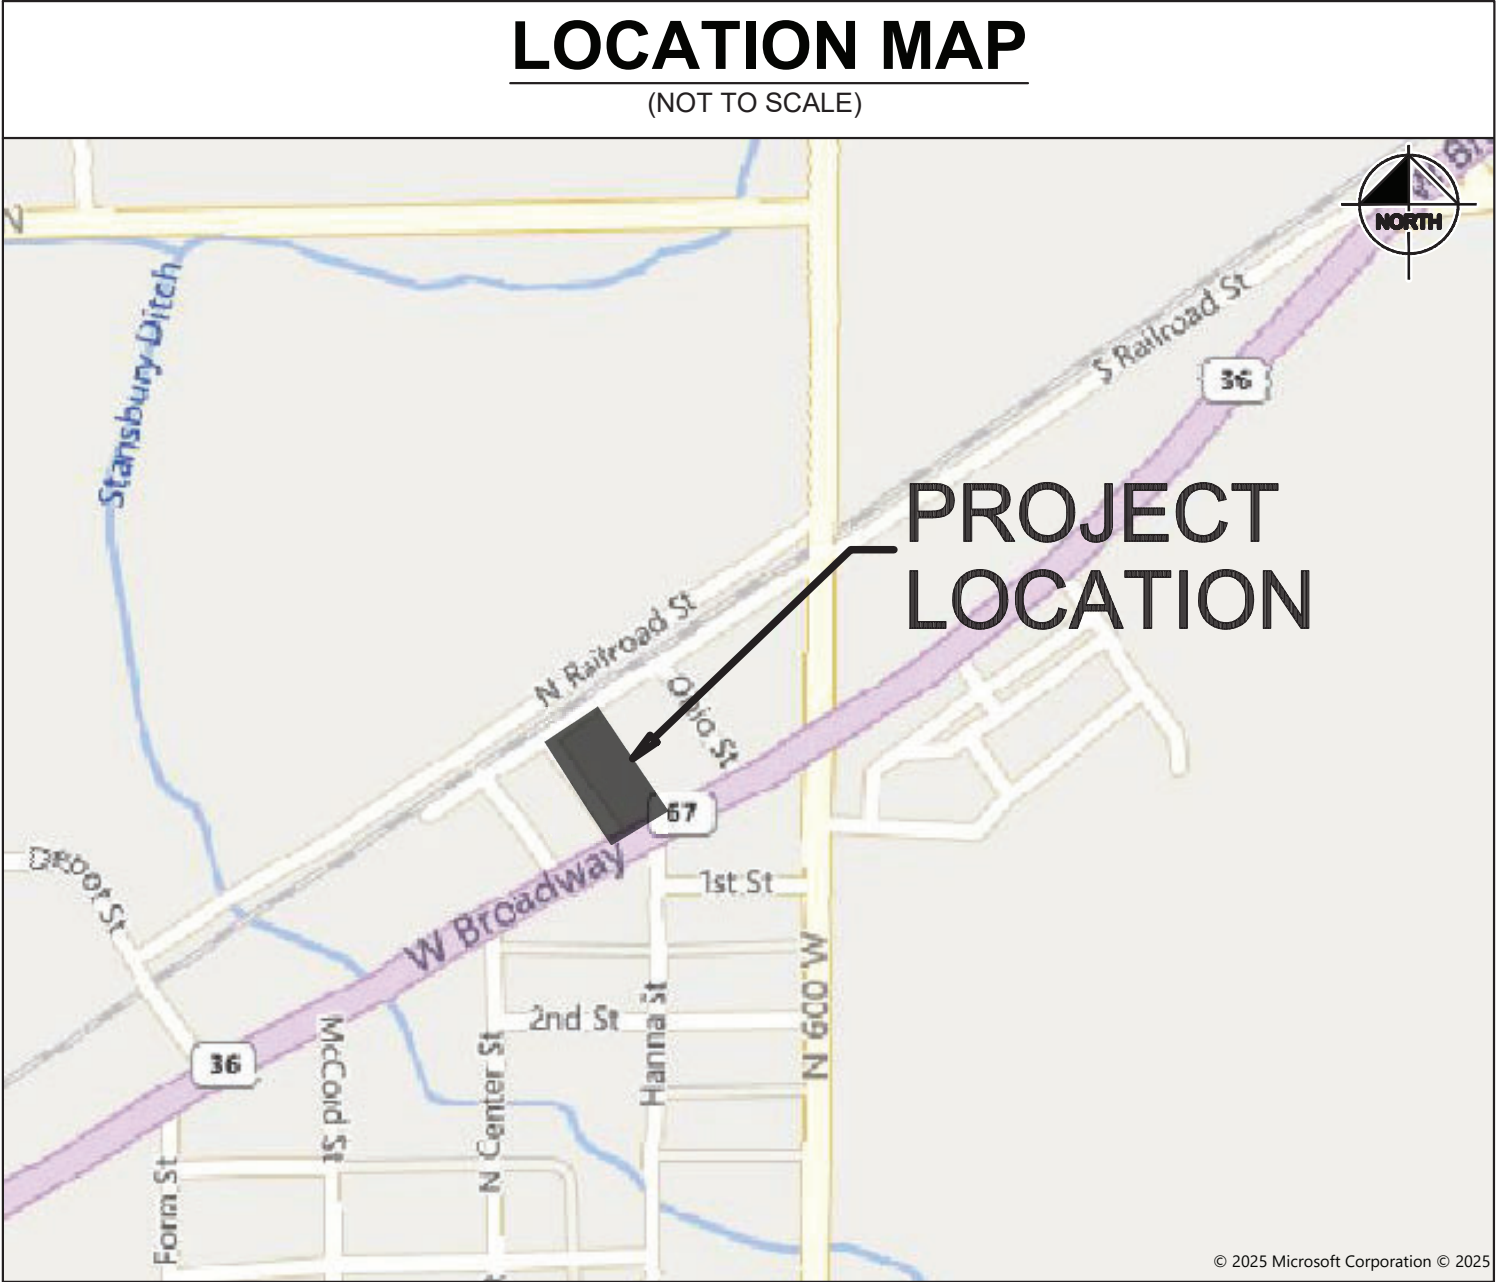 LOCATION MAP
(NOT TO SCALE)
N
NORTH
Stansbury Ditch
S Railroad St
36
PROJECT
LOCATION
N Railroad St
Ohio St
67
Depot St
W Broadway
1st St
N 600 W
2nd St
Hanna St
36
McCord St
N Center St
Form St
© 2025 Microsoft Corporation © 2025